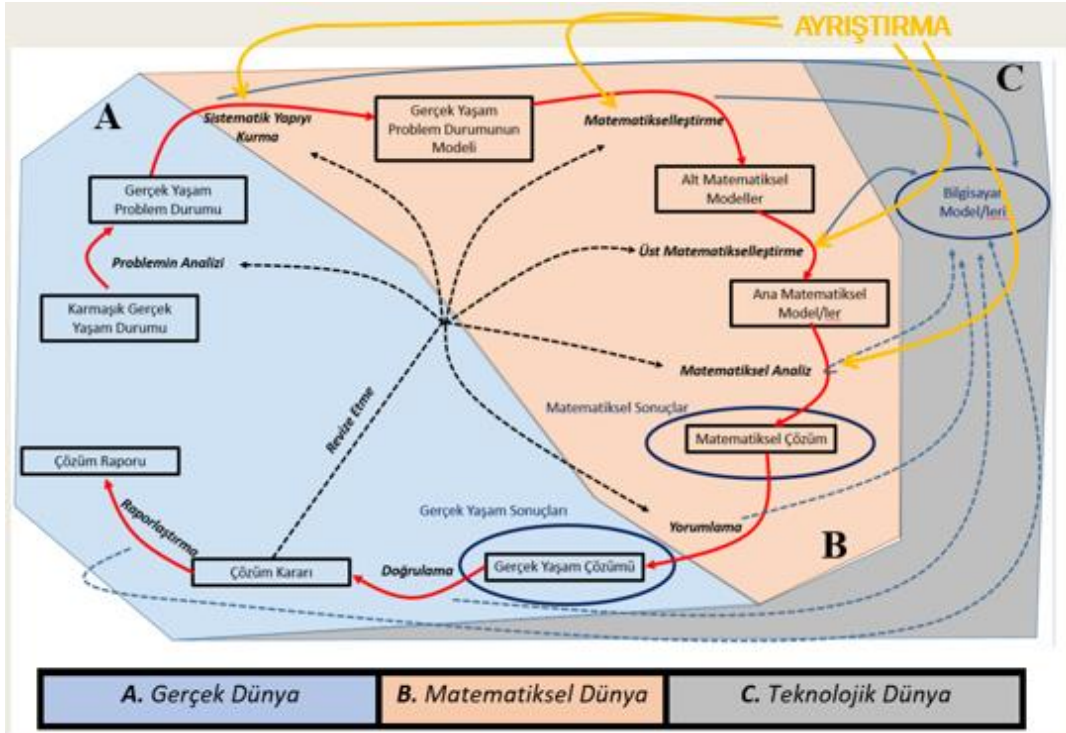 AYRIŞTIRMA
A
C
Sistematik Yapıyı
Kurma
Gerçek Yaşam
Problem Durumunun
Modeli
Matematikselleştirme
Gerçek Yaşam
Problem Durumu
Alt Matematiksel
Modeller
Bilgisayar
Model/leri
Problemin Analizi
Üst Matematikselleştirme
Karmaşık Gerçek
Yaşam Durumu
Ana Matematiksel
Model/ler
Matematiksel Analiz
Revize Etme
Matematiksel Sonuçlar
Matematiksel Çözüm
Çözüm Raporu
Raporlaştırma
Gerçek Yaşam Sonuçları
Yorumlama
B
Çözüm Kararı
Doğrulama
Gerçek Yaşam Çözümü
A. Gerçek Dünya
B. Matematiksel Dünya
C. Teknolojik Dünya